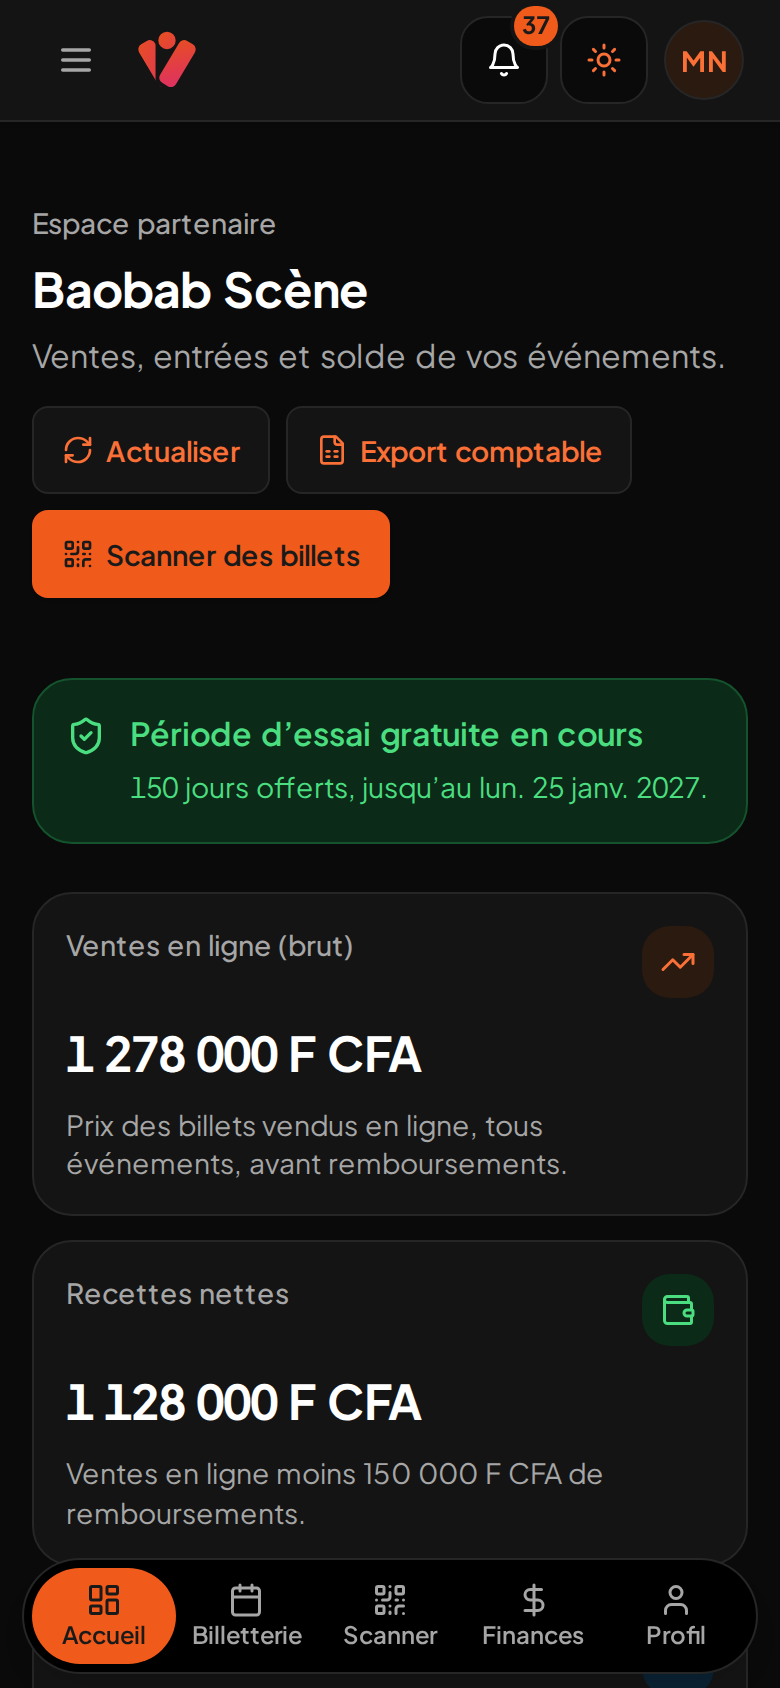 37
MN
Espace partenaire
Baobab Scène
Ventes, entrées et solde de vos événements.
Actualiser
Export comptable
Scanner des billets
Période d’essai gratuite en cours
150 jours offerts, jusqu’au lun. 25 janv. 2027.
Ventes en ligne (brut)
1 278 000 F CFA
Prix des billets vendus en ligne, tous
événements, avant remboursements.
Recettes nettes
1 128 000 F CFA
Ventes en ligne moins 150 000 F CFA de
remboursements.
Accueil
Billetterie
Scanner
Finances
Profil